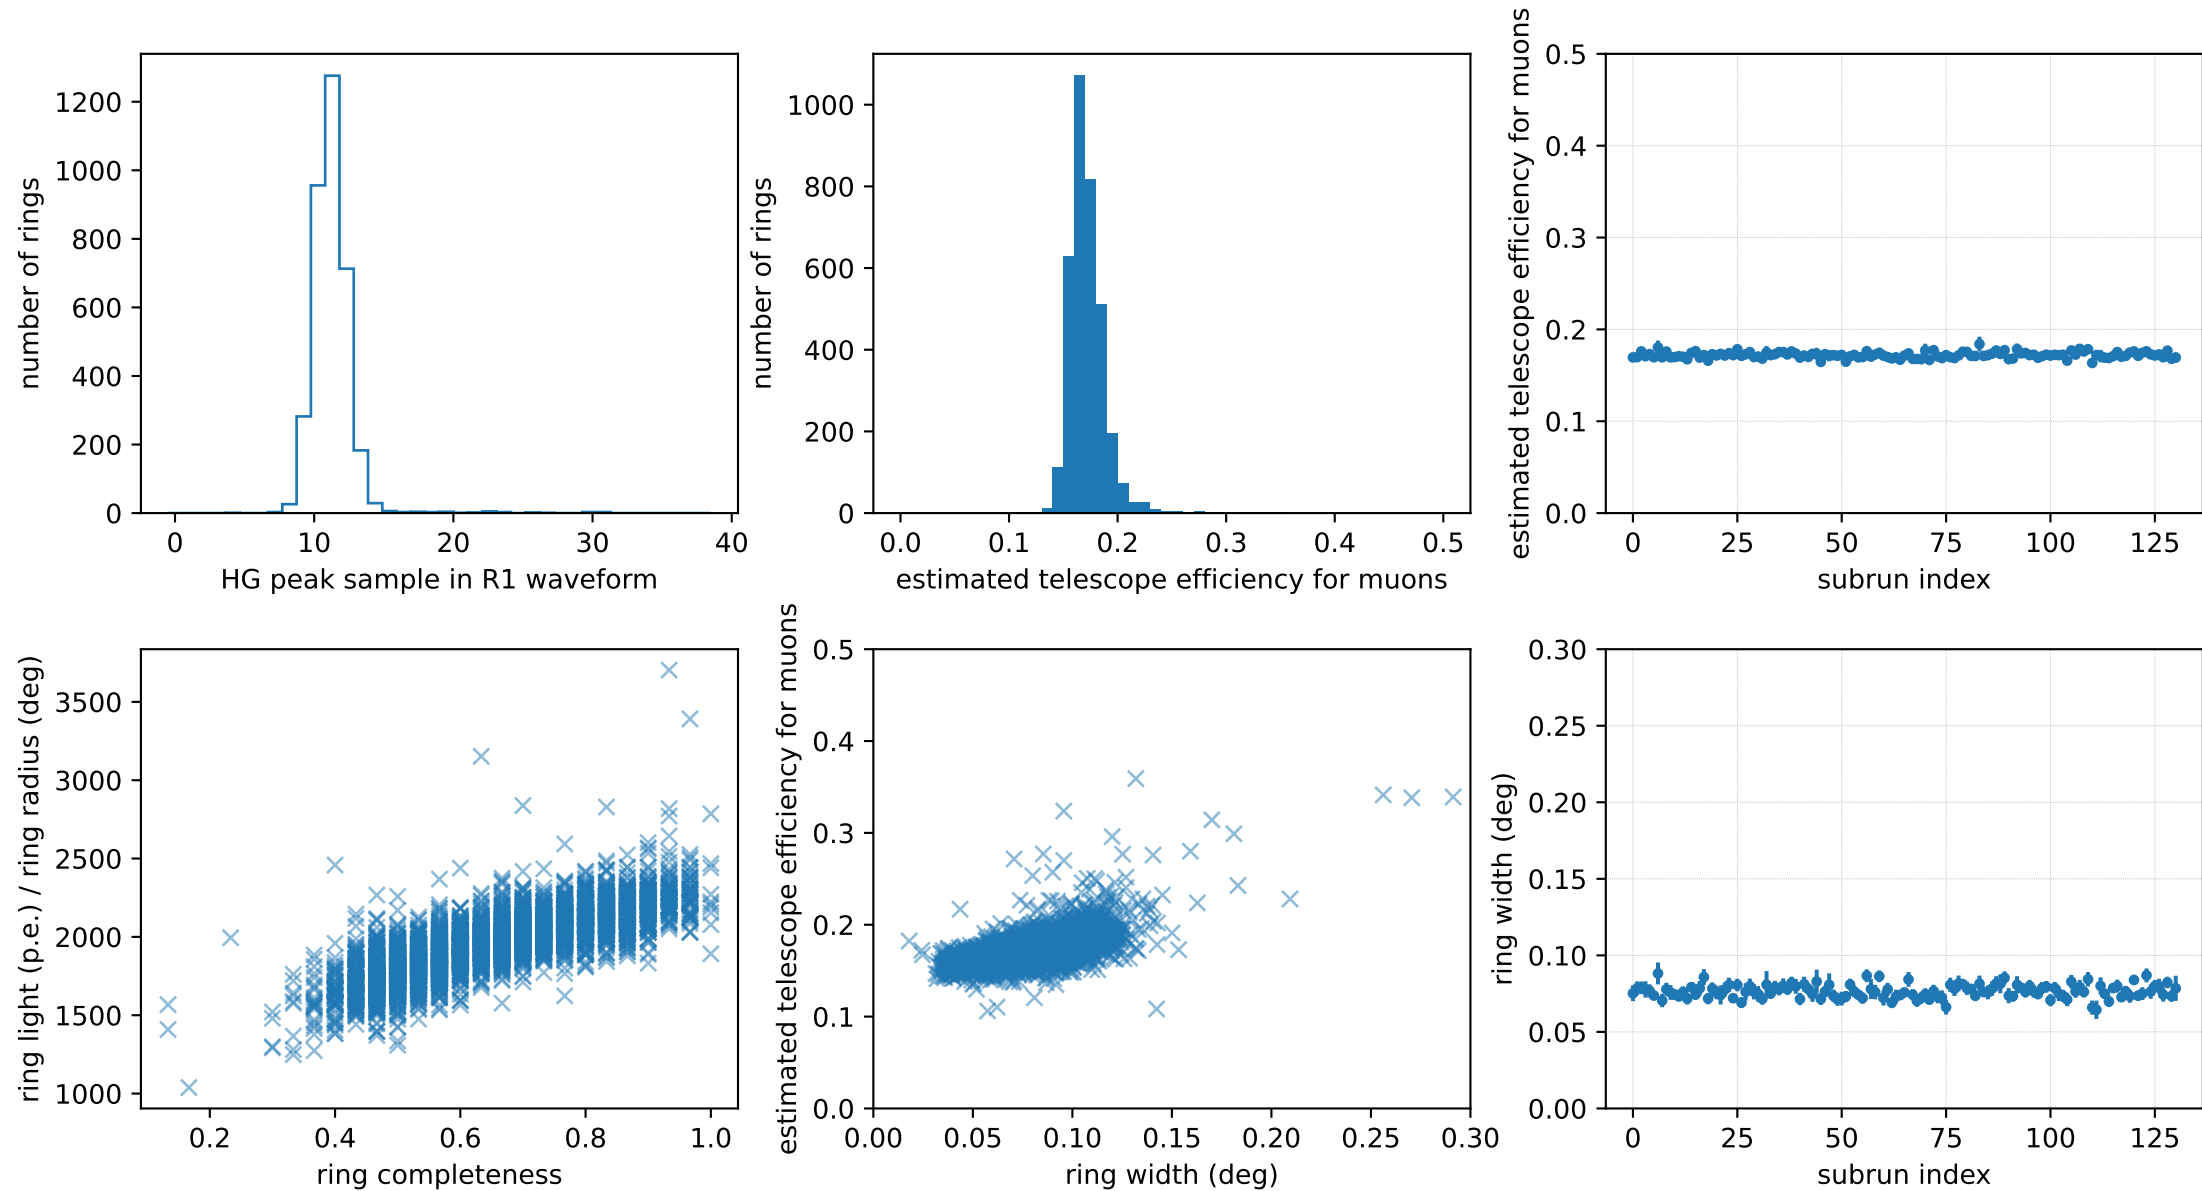 number of rings
1200
1000
800
600
400
200
0
0 10 20 30 40
HG peak sample in R1 waveform
number of rings
1000
800
600
400
200
0
0.0 0.1 0.2 0.3 0.4 0.5
estimated telescope efficiency for muons
estimated telescope efficiency for muons
0.5
0.4
0.3
0.2
0.1
0.0
0 25 50 75 100 125
subrun index
ring light (p.e.) / ring radius (deg)
3500
3000
2500
2000
1500
1000
0.2 0.4 0.6 0.8 1.0
ring completeness
estimated telescope efficiency for muons
0.5
0.4
0.3
0.2
0.1
0.0
0.00 0.05 0.10 0.15 0.20 0.25 0.30
ring width (deg)
ring width (deg)
0.30
0.25
0.20
0.15
0.10
0.05
0.00
0 25 50 75 100 125
subrun index